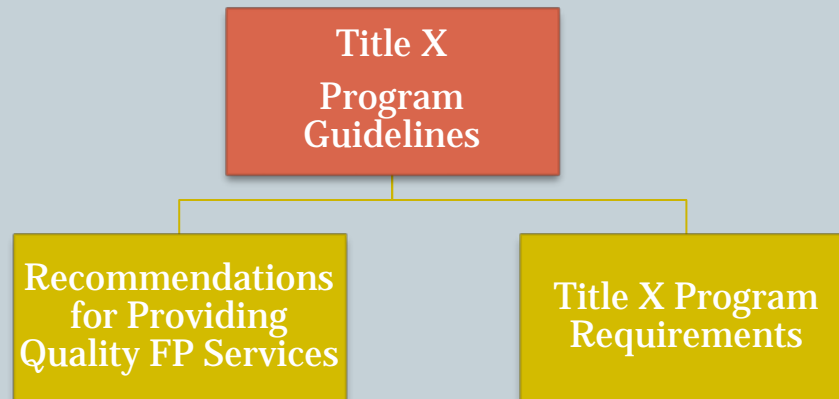 Title X
Program
Guidelines
Recommendations
for Providing
Quality FP Services
Title X Program
Requirements